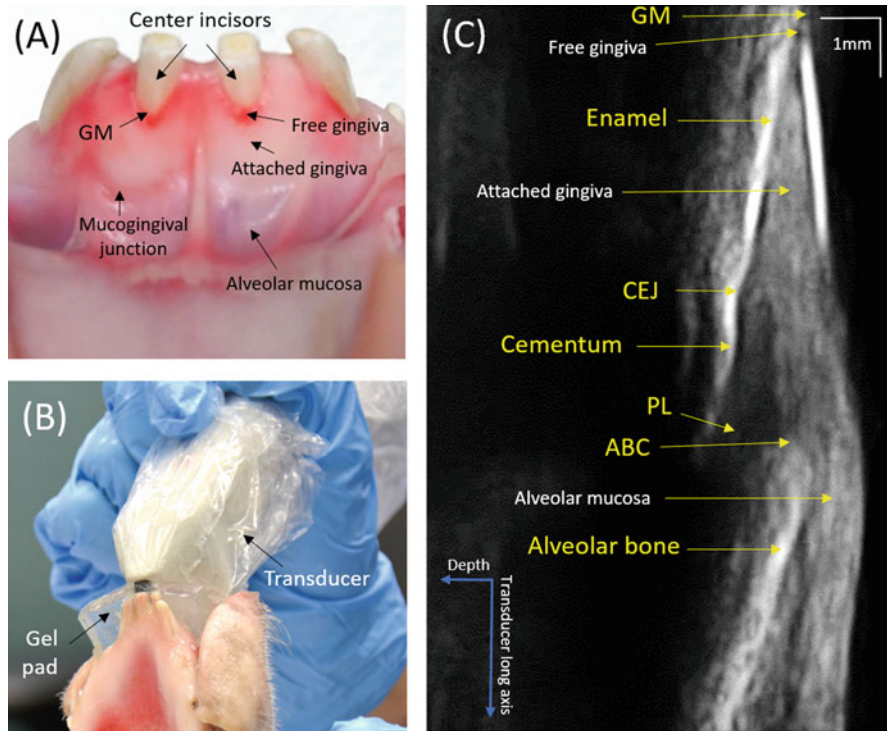 (A)
Center incisors
GM
Free gingiva
Attached gingiva
Mucogingival
junction
Alveolar mucosa
(B)
Transducer
Gel
pad
(C)
GM
Free gingiva
1mm
Enamel
Attached gingiva
CEJ
Cementum
PL
ABC
Alveolar mucosa
Alveolar bone
Depth
Transducer long axis